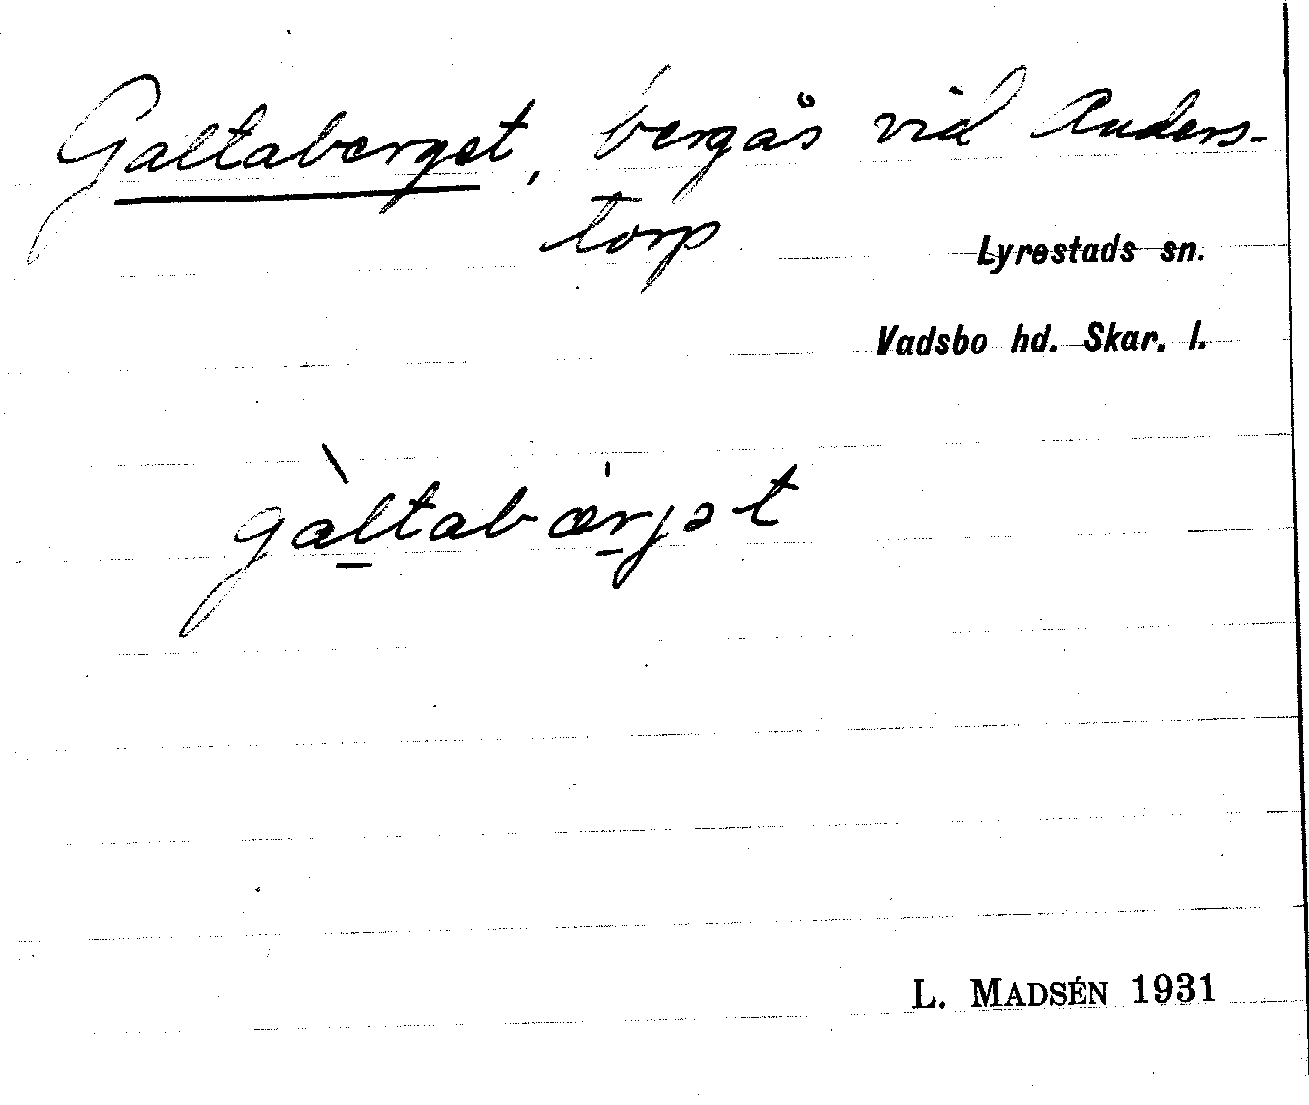 Galtaberget, bergås vid Anders-
torp
Lyrestads sn.
Vadsbo hd. Skar. l.
gàltabærjət
L. MADSÉN 1931